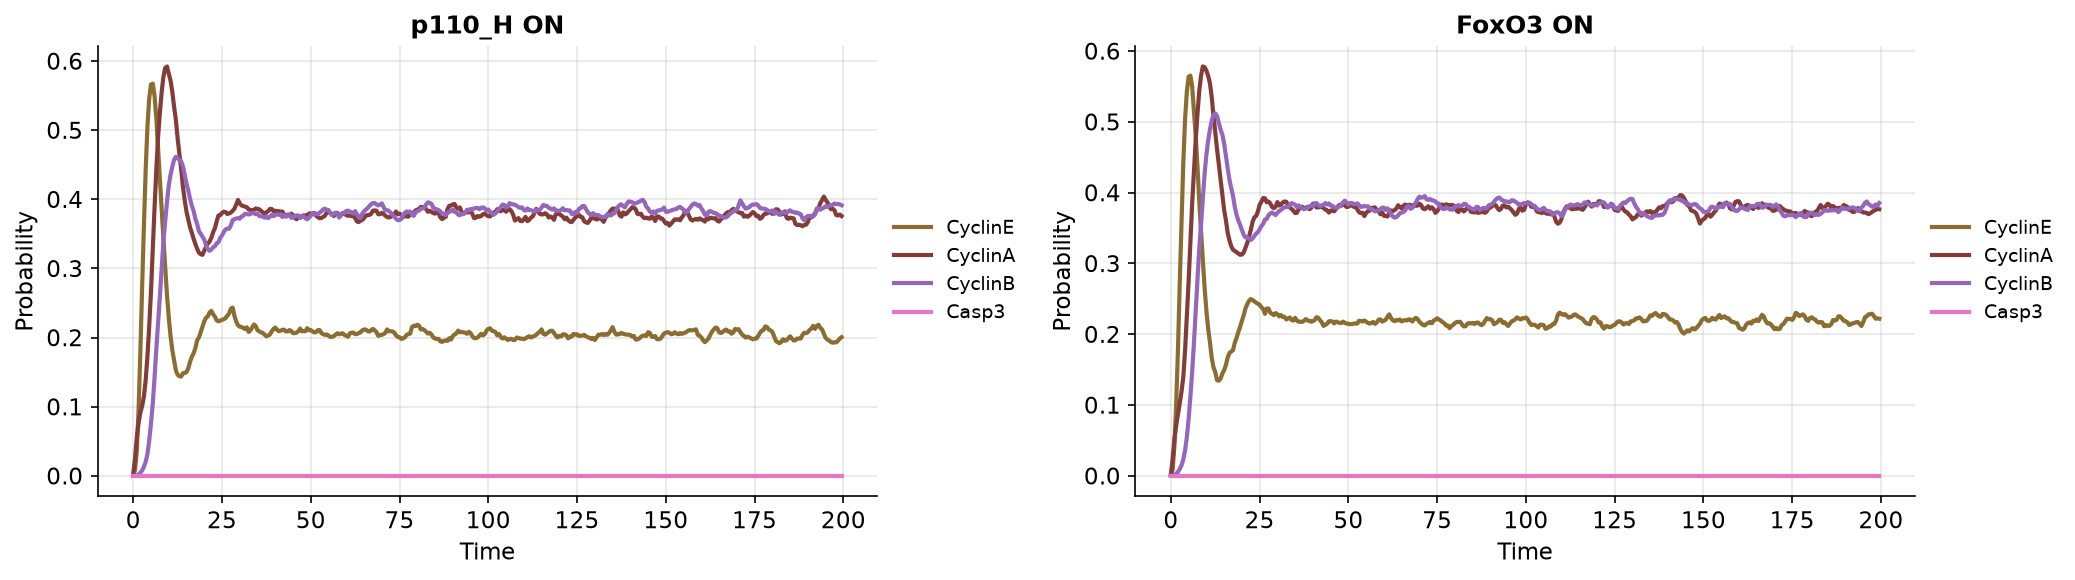 p110_H ON
Probability
0.6
0.5
0.4
0.3
0.2
0.1
0.0
0 25 50 75 100 125 150 175 200
Time
CyclinE
CyclinA
CyclinB
Casp3
FoxO3 ON
Probability
0.6
0.5
0.4
0.3
0.2
0.1
0.0
0 25 50 75 100 125 150 175 200
Time
CyclinE
CyclinA
CyclinB
Casp3